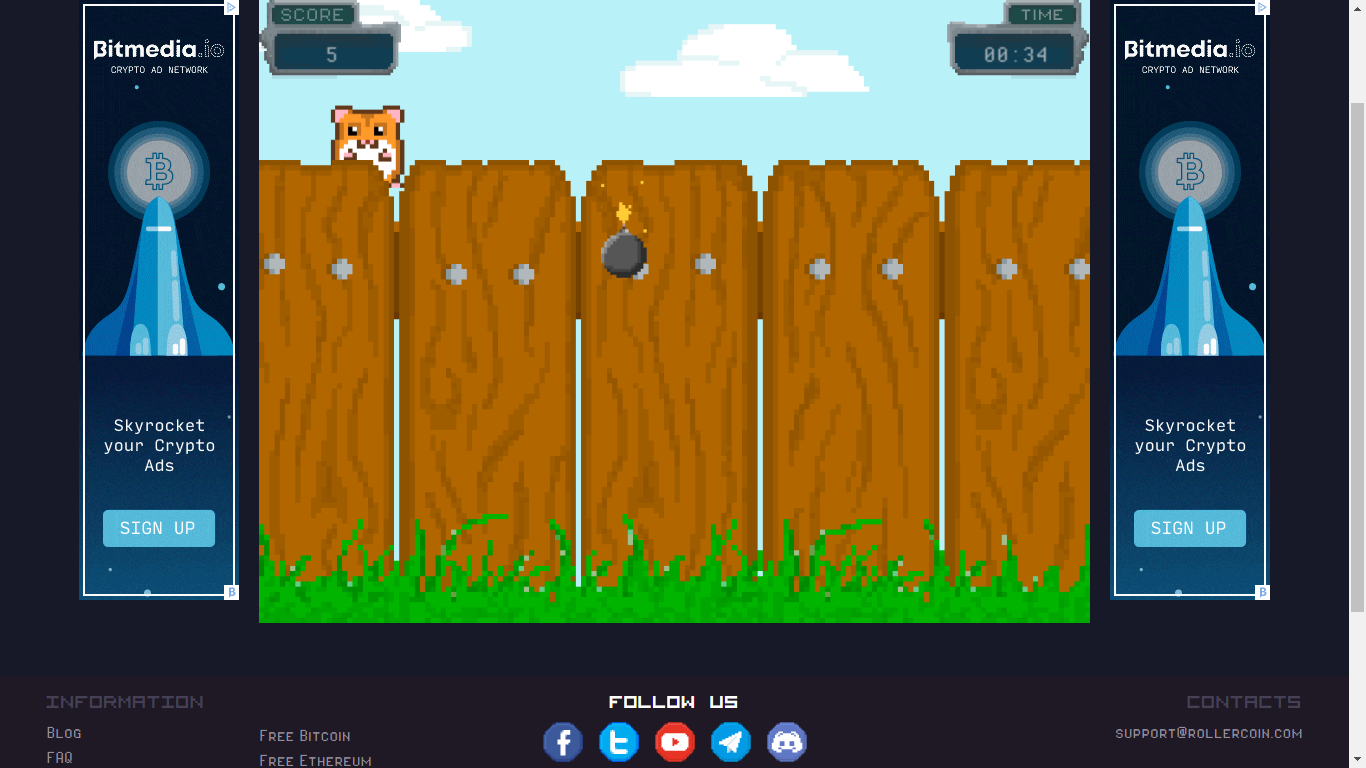 SCORE
5
TIME
00:34
Bitmedia.io
CRYPTO AD NETWORK
Skyrocket
your Crypto
Ads
SIGN UP
B
Bitmedia.io
CRYPTO AD NETWORK
Skyrocket
your Crypto
Ads
SIGN UP
B
INFORMATION
Blog
FAQ
Free Bitcoin
Free Ethereum
FOLLOW US
CONTACTS
support@rollercoin.com